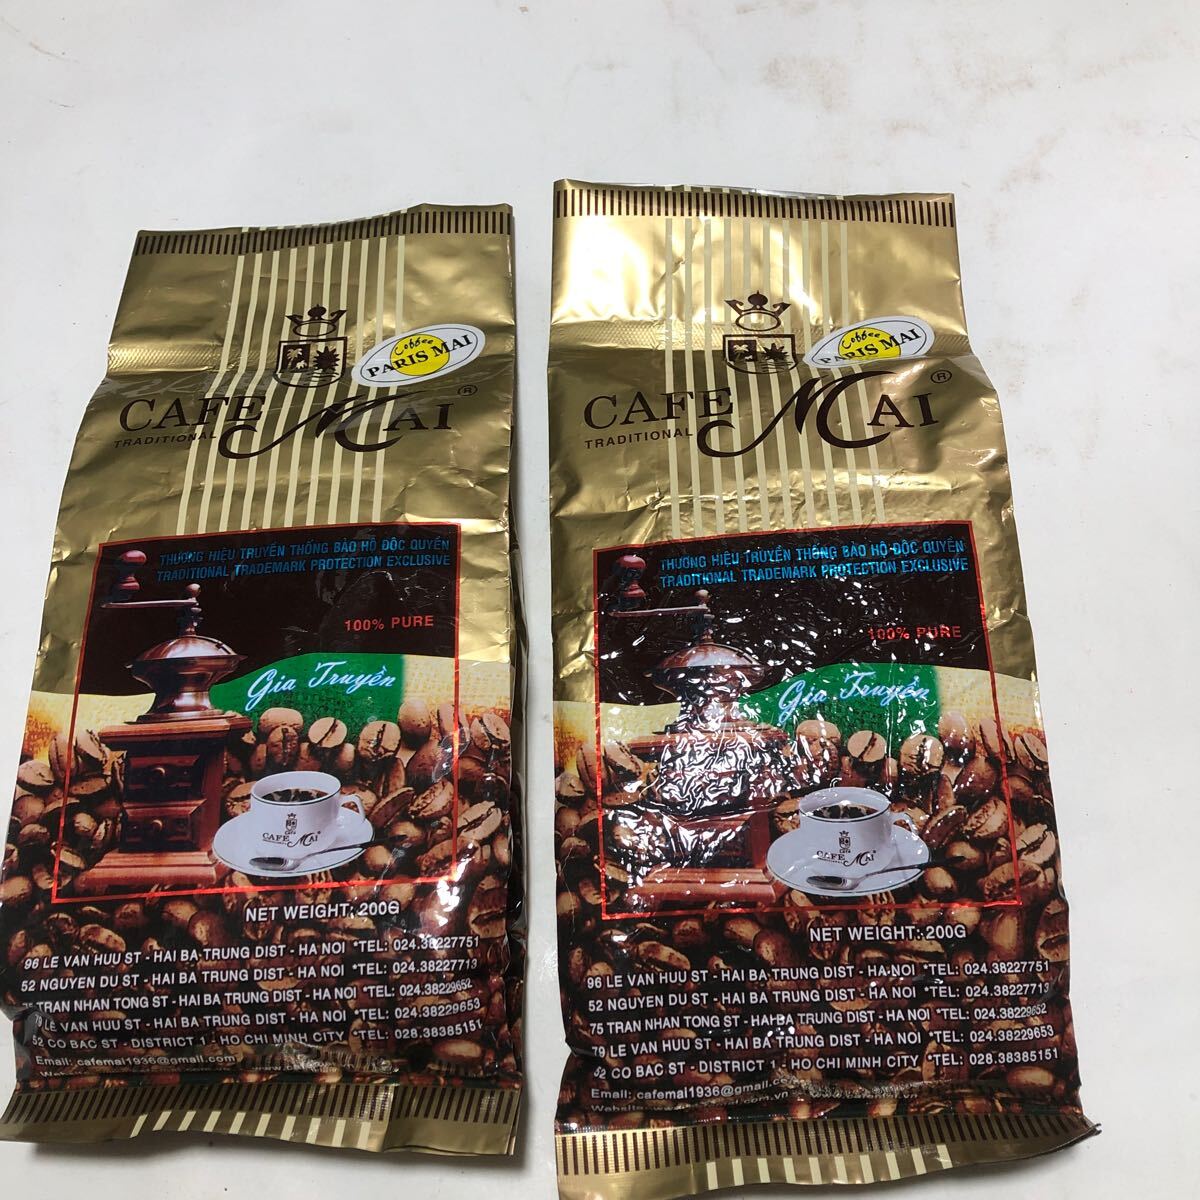 Coffee
PARIS MAI
CAFE MAI ®
TRADITIONAL
THƯƠNG HIỆU TRUYỀN THỐNG BẢO HỘ ĐỘC QUYỀN
TRADITIONAL TRADEMARK PROTECTION EXCLUSIVE
100% PURE
Gia Truyền
CAFE MAI ®
NET WEIGHT: 200G
96 LE VAN HUU ST - HAI BA TRUNG DIST - HA NOI *TEL: 024.38227751
52 NGUYEN DU ST - HAI BA TRUNG DIST - HA NOI *TEL: 024.38227713
75 TRAN NHAN TONG ST - HAI BA TRUNG DIST - HA NOI *TEL: 024.38229652
79 LE VAN HUU ST - HAI BA TRUNG DIST - HA NOI *TEL: 024.38229653
52 CO BAC ST - DISTRICT 1 - HO CHI MINH CITY *TEL: 028.38385151
Email: cafemai1936@gmail.com
Coffee
PARIS MAI
CAFE MAI ®
TRADITIONAL
THƯƠNG HIỆU TRUYỀN THỐNG BẢO HỘ ĐỘC QUYỀN
TRADITIONAL TRADEMARK PROTECTION EXCLUSIVE
100% PURE
Gia Truyền
CAFE MAI ®
NET WEIGHT: 200G
96 LE VAN HUU ST - HAI BA TRUNG DIST - HA NOI *TEL: 024.38227751
52 NGUYEN DU ST - HAI BA TRUNG DIST - HA NOI *TEL: 024.38227713
75 TRAN NHAN TONG ST - HAI BA TRUNG DIST - HA NOI *TEL: 024.38229652
79 LE VAN HUU ST - HAI BA TRUNG DIST - HA NOI *TEL: 024.38229653
52 CO BAC ST - DISTRICT 1 - HO CHI MINH CITY *TEL: 028.38385151
Email: cafemai1936@gmail.com